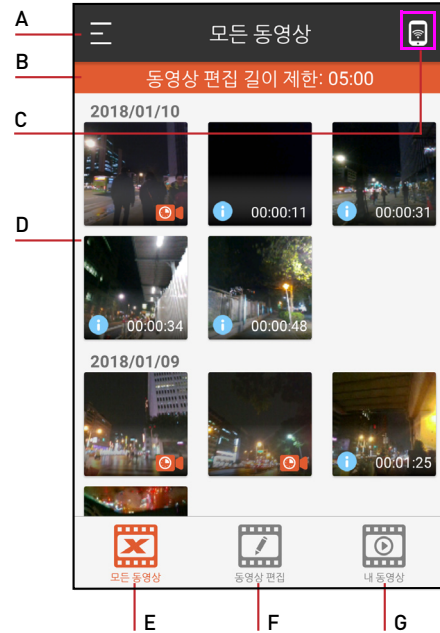 A
모든 동영상
B
동영상 편집 길이 제한: 05:00
C
2018/01/10
00:00:11
00:00:31
D
00:00:34
00:00:48
2018/01/09
00:01:25
모든 동영상
동영상 편집
내 동영상
E
F
G